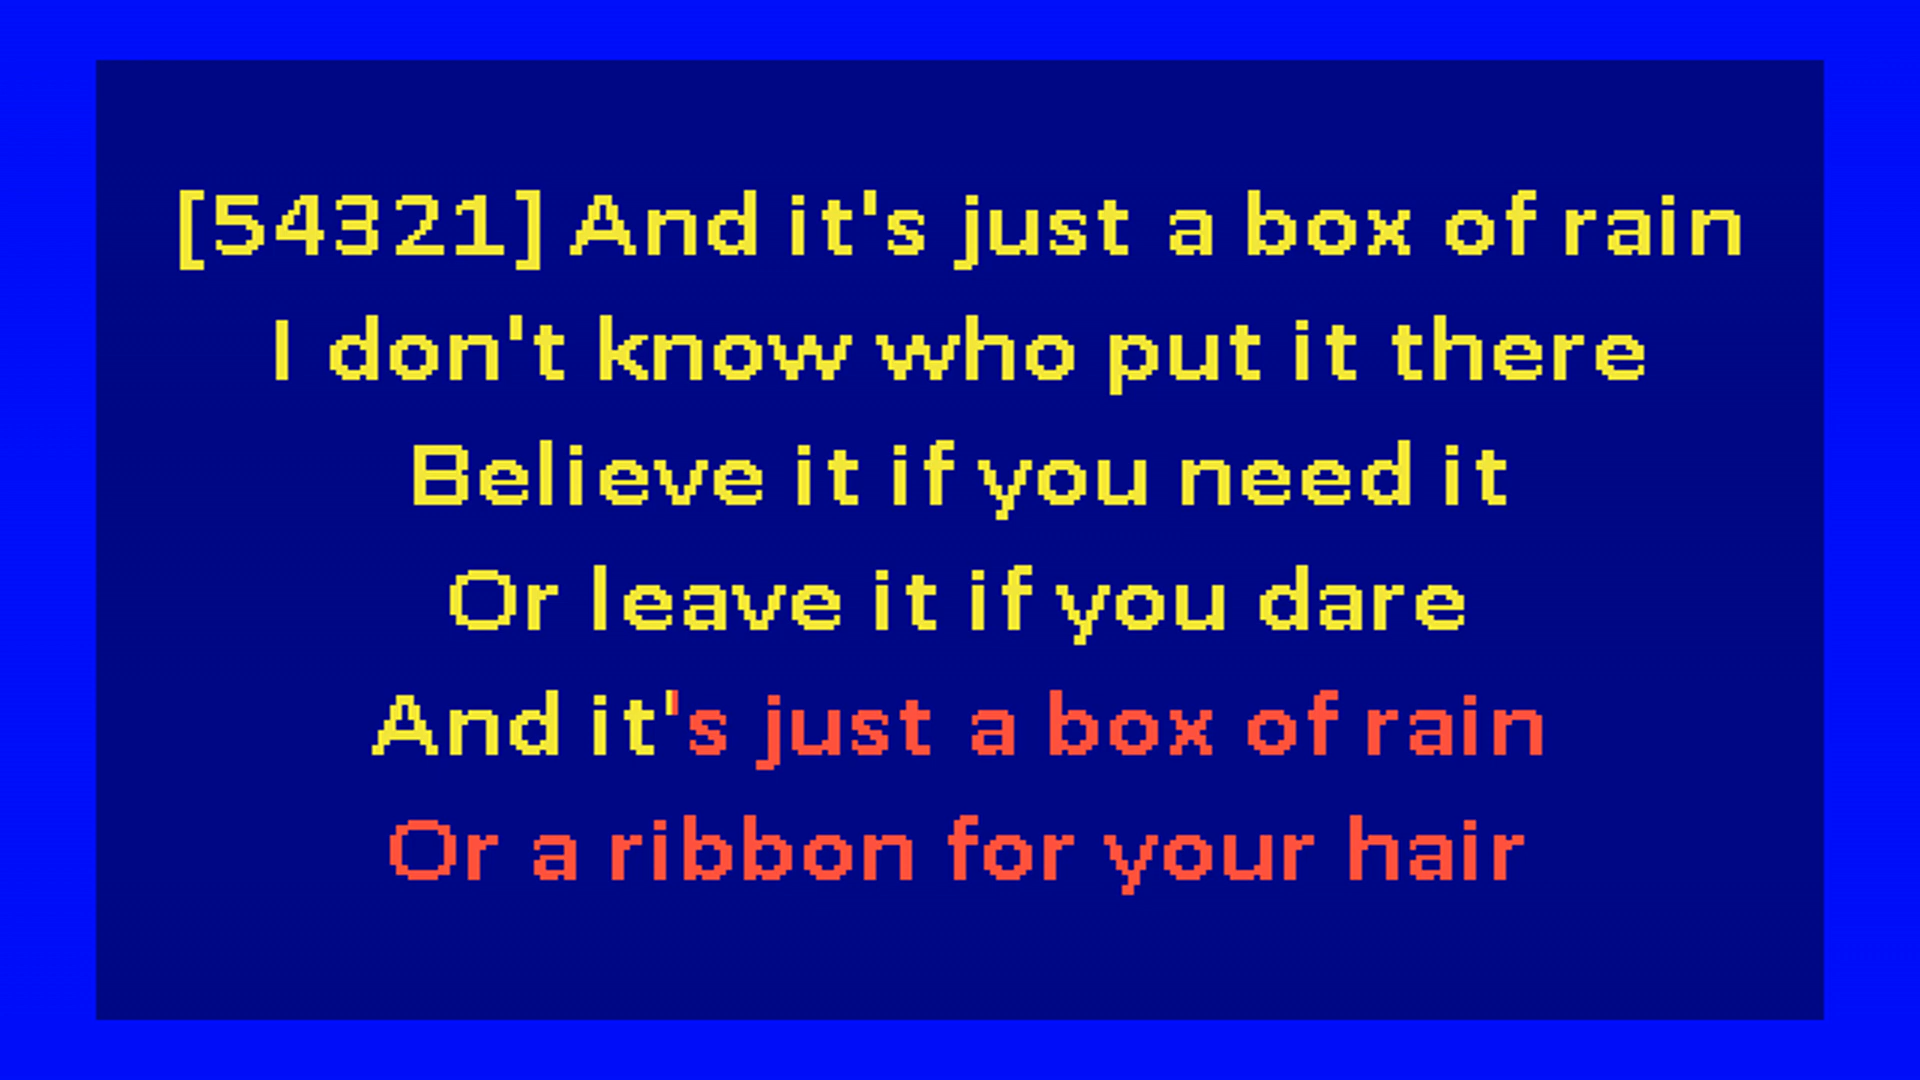 [54321] And it's just a box of rain
I don't know who put it there
Believe it if you need it
Or leave it if you dare
And it's just a box of rain
Or a ribbon for your hair